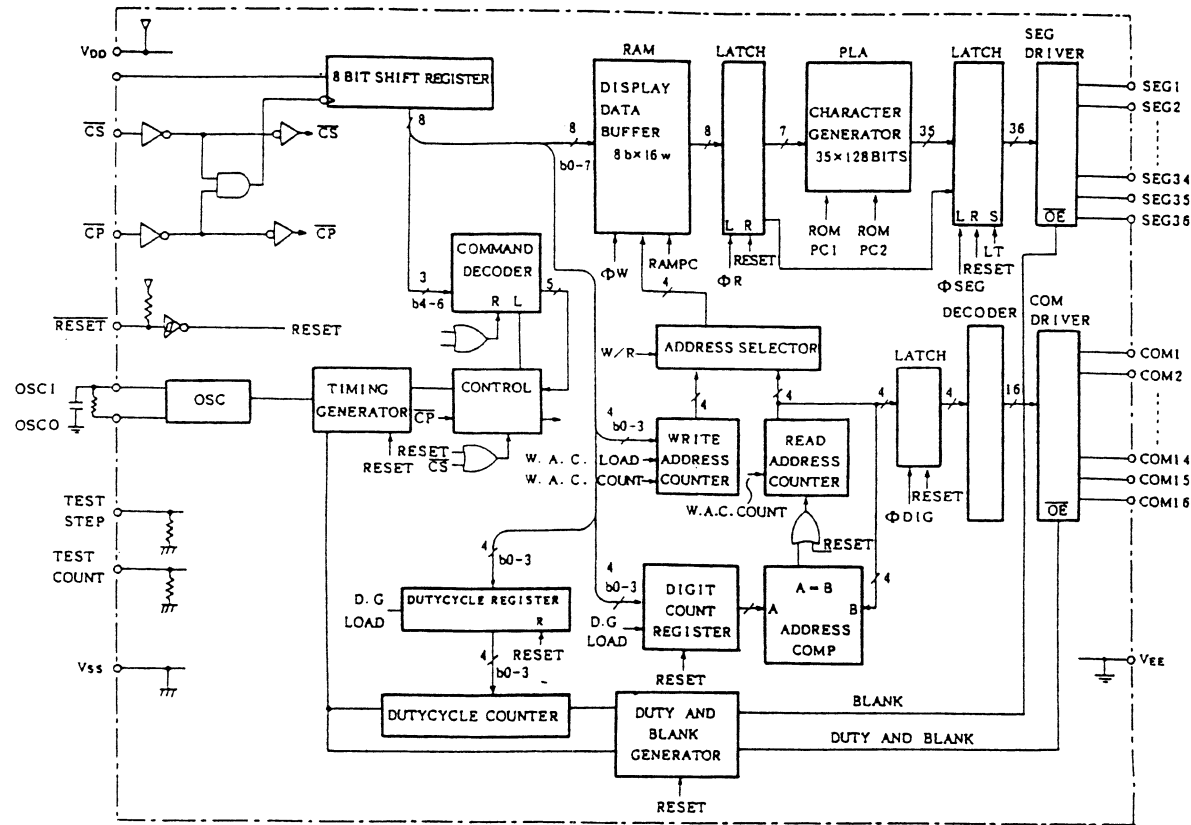 VDD
8 BIT SHIFT REGISTER
8
CS
CS
CP
CP
RESET
RESET
OSCI
OSCO
OSC
TIMING
GENERATOR
RESET
TEST
STEP
TEST
COUNT
VSS
COMMAND
DECODER
R L
3
b4-6
5
CONTROL
CP
RESET
CS
RAM
DISPLAY
DATA
BUFFER
8 b×16 w
8
b0-7
ΦW
RAMPC
4
LATCH
8
L R
ΦR
RESET
7
PLA
CHARACTER
GENERATOR
35×128BITS
ROM
PC1
ROM
PC2
35
LATCH
L R S
ΦSEG
RESET
LT
36
SEG
DRIVER
OE
SEG1
SEG2
SEG34
SEG35
SEG36
W/R
ADDRESS SELECTOR
4
4
4
b0-3
WRITE
ADDRESS
COUNTER
W. A. C. LOAD
W. A. C. COUNT
READ
ADDRESS
COUNTER
W.A.C. COUNT
RESET
LATCH
4
4
ΦDIG
RESET
DECODER
16
COM
DRIVER
OE
COM1
COM2
COM14
COM15
COM16
4
b0-3
DUTYCYCLE REGISTER
R
D.G
LOAD
RESET
4
b0-3
DUTYCYCLE COUNTER
4
b0-3
DIGIT
COUNT
REGISTER
D.G
LOAD
RESET
A=B
A B
ADDRESS
COMP
4
DUTY AND
BLANK
GENERATOR
RESET
BLANK
DUTY AND BLANK
VEE